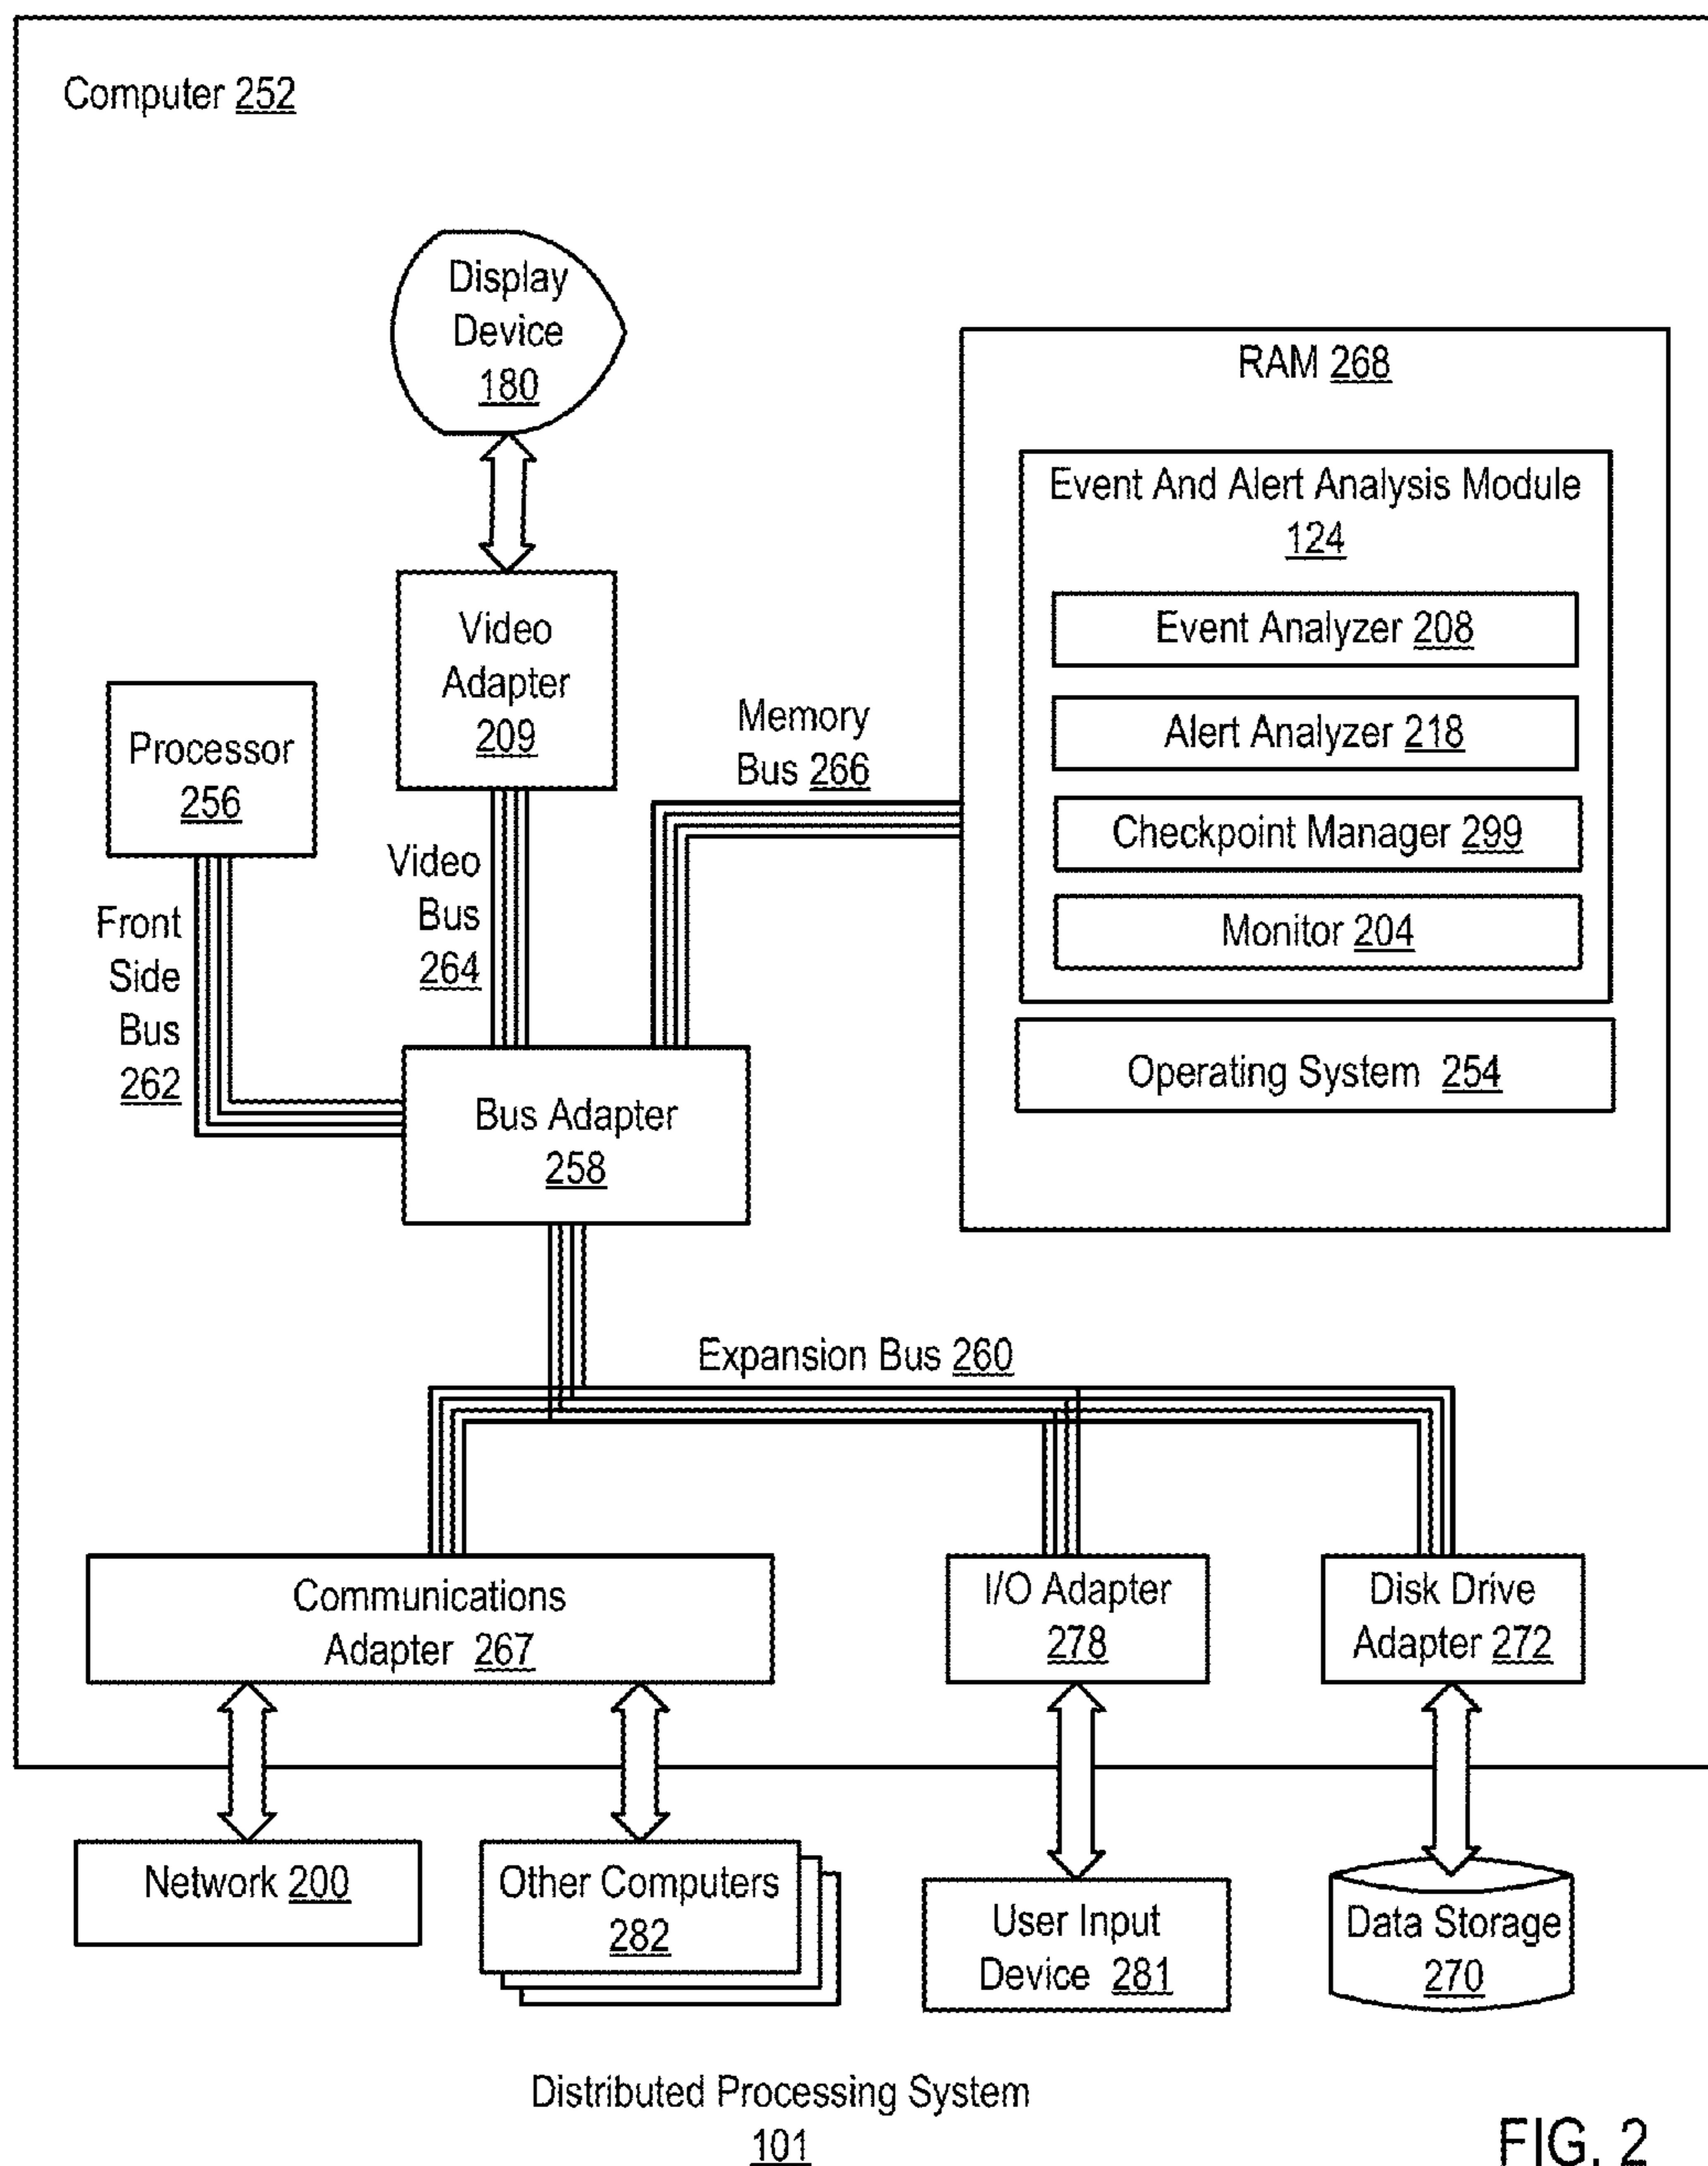 Computer 252
Display
Device
180
RAM 268
Event And Alert Analysis Module
124
Event Analyzer 208
Alert Analyzer 218
Checkpoint Manager 299
Monitor 204
Operating System 254
Video
Adapter
209
Processor
256
Memory
Bus 266
Video
Bus
264
Front
Side
Bus
262
Bus Adapter
258
Expansion Bus 260
Communications
Adapter 267
I/O Adapter
278
Disk Drive
Adapter 272
Network 200
Other Computers
282
User Input
Device 281
Data Storage
270
Distributed Processing System
101
FIG. 2